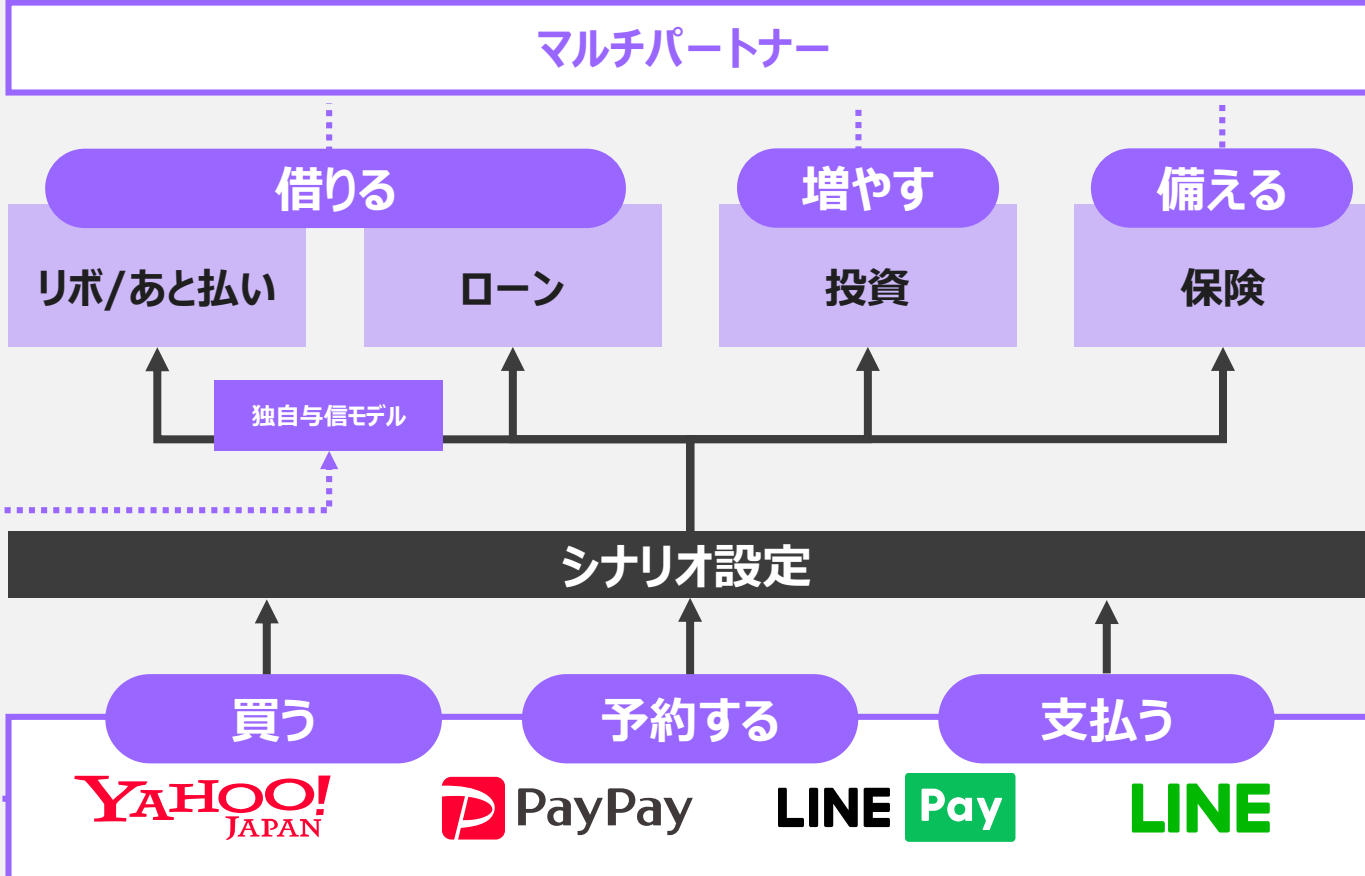 マルチパートナー
借りる
増やす
備える
リボ/あと払い
ローン
投資
保険
独自与信モデル
シナリオ設定
買う
予約する
支払う
YAHOO!
JAPAN
PayPay
LINE Pay
LINE